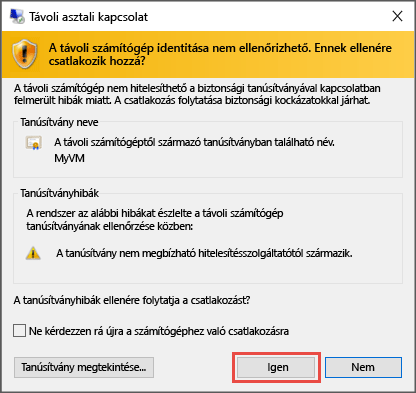 Távoli asztali kapcsolat
A távoli számítógép identitása nem ellenőrizhető. Ennek ellenére
csatlakozik hozzá?
A távoli számítógép nem hitelesíthető a biztonsági tanúsítványával kapcsolatban
felmerült hibák miatt. A csatlakozás folytatása biztonsági kockázatokkal járhat.
Tanúsítvány neve
A távoli számítógéptől származó tanúsítványban található név.
MyVM
Tanúsítványhibák
A rendszer az alábbi hibákat észlelte a távoli számítógép
tanúsítványának ellenőrzése közben:
A tanúsítvány nem megbízható hitelesítésszolgáltatótól származik.
A tanúsítványhibák ellenére folytatja a csatlakozást?
Ne kérdezzen rá újra a számítógéphez való csatlakozásra
Tanúsítvány megtekintése...
Igen
Nem